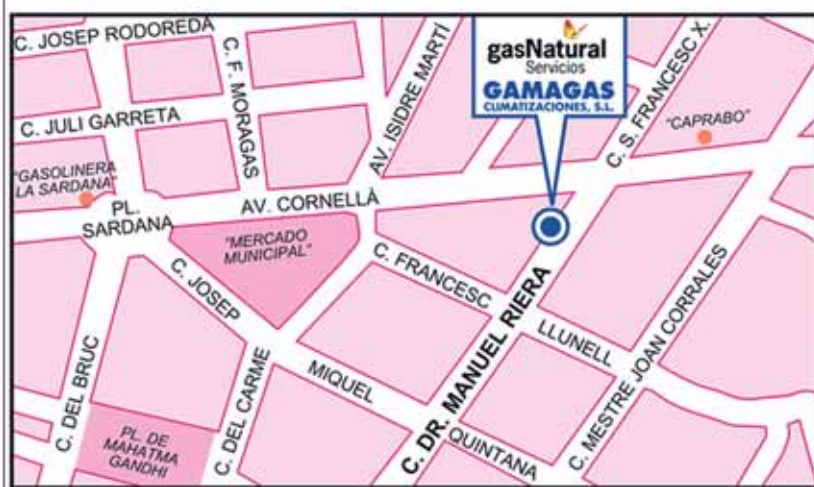 C. JOSEP RODOREDA
C. F. MORAGAS
AV. ISIDRE MARTÍ
gasNatural
Servicios
GAMAGAS
CLIMATIZACIONES, S.L.
C. S. FRANCESC X.
"CAPRABO"
C. JULI GARRETA
"GASOLINERA
LA SARDANA"
PL.
SARDANA
AV. CORNELLÀ
"MERCADO
MUNICIPAL"
C. FRANCESC
LLUNELL
C. JOSEP
MIQUEL
QUINTANA
C. DR. MANUEL RIERA
C. MESTRE JOAN CORRALES
C. DEL BRUC
C. DEL CARME
PL. DE
MAHATMA
GANDHI